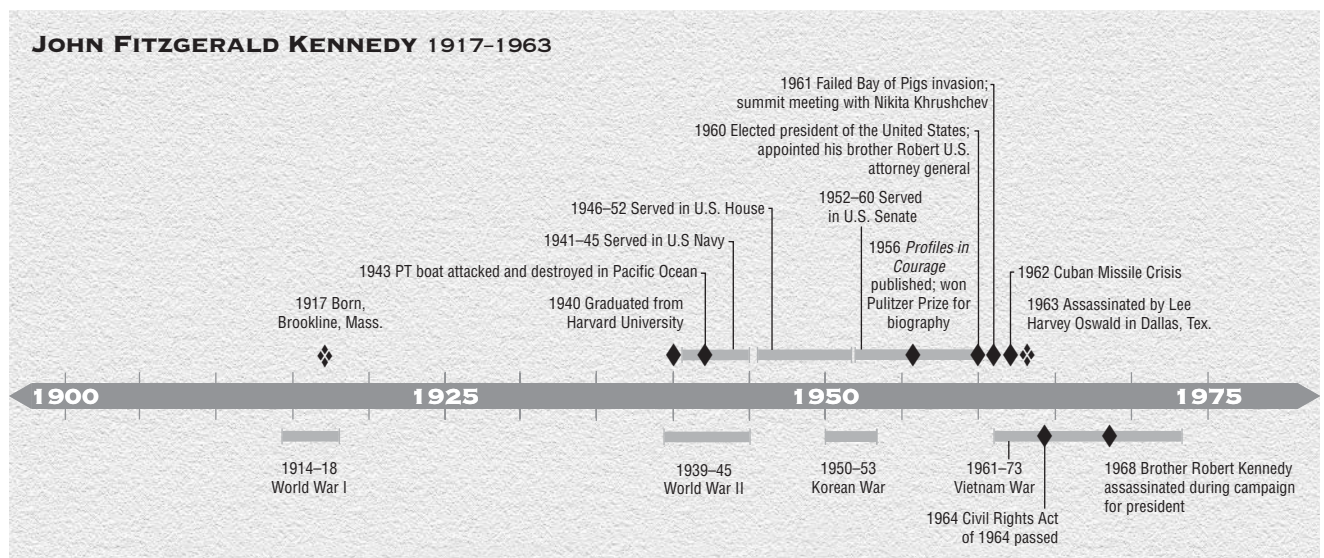 JOHN FITZGERALD KENNEDY 1917–1963
1961 Failed Bay of Pigs invasion;
summit meeting with Nikita Khrushchev
1960 Elected president of the United States;
appointed his brother Robert U.S.
attorney general
1952–60 Served
in U.S. Senate
1946–52 Served in U.S. House
1941–45 Served in U.S Navy
1956 Profiles in
Courage
published; won
Pulitzer Prize for
biography
1943 PT boat attacked and destroyed in Pacific Ocean
1962 Cuban Missile Crisis
1917 Born,
Brookline, Mass.
1940 Graduated from
Harvard University
1963 Assassinated by Lee
Harvey Oswald in Dallas, Tex.
1900 1925 1950 1975
1914–18
World War I
1939–45
World War II
1950–53
Korean War
1961–73
Vietnam War
1964 Civil Rights Act
of 1964 passed
1968 Brother Robert Kennedy
assassinated during campaign
for president